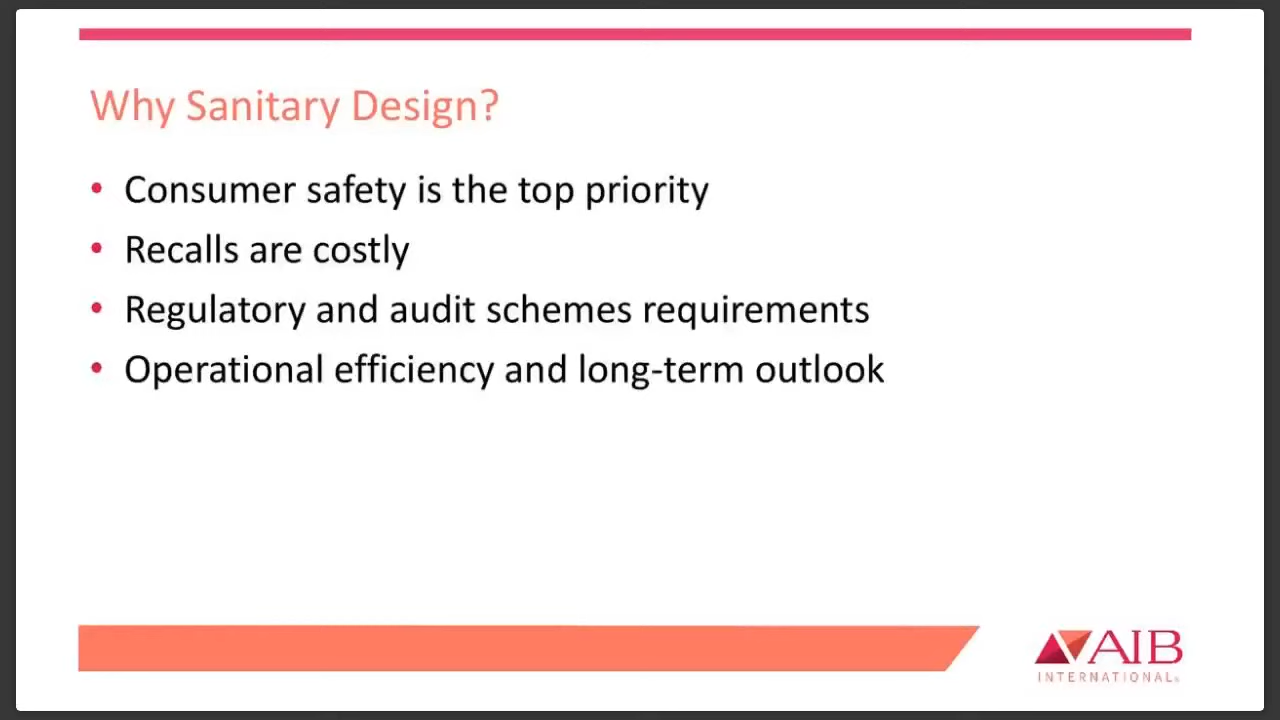 Why Sanitary Design?
• Consumer safety is the top priority
• Recalls are costly
• Regulatory and audit schemes requirements
• Operational efficiency and long-term outlook
AIB
INTERNATIONAL®